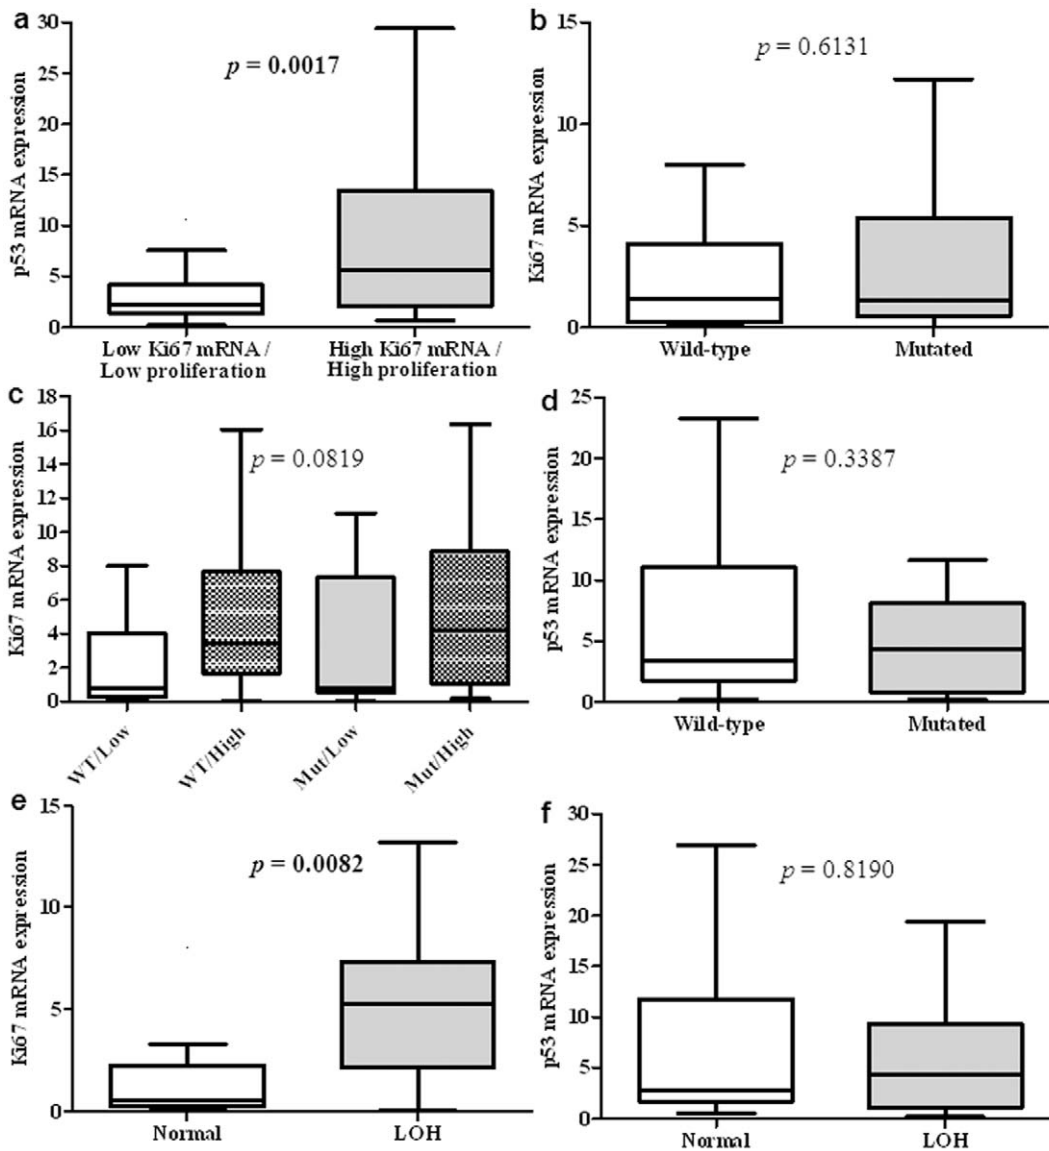 a
p53 mRNA expression
30
25
20
15
10
5
0
p = 0.0017
Low Ki67 mRNA /
Low proliferation
High Ki67 mRNA /
High proliferation
b
Ki67 mRNA expression
15
10
5
0
p = 0.6131
Wild-type
Mutated
c
Ki67 mRNA expression
18
16
14
12
10
8
6
4
2
0
p = 0.0819
WT/Low
WT/High
Mut/Low
Mut/High
d
p53 mRNA expression
25
20
15
10
5
0
p = 0.3387
Wild-type
Mutated
e
Ki67 mRNA expression
15
10
5
0
p = 0.0082
Normal
LOH
f
p53 mRNA expression
30
25
20
15
10
5
0
p = 0.8190
Normal
LOH